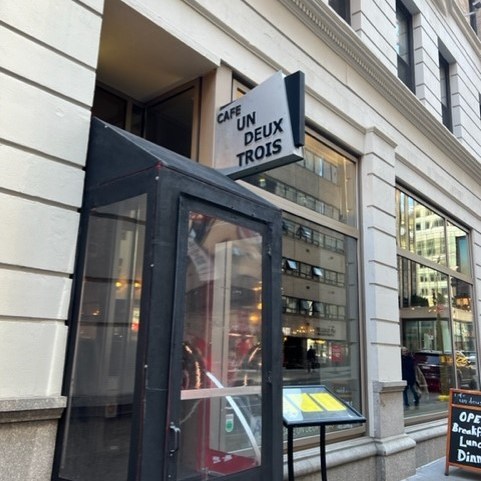 CAFE
UN
DEUX
TROIS
OPE
Breakf
Lunc
Dinn